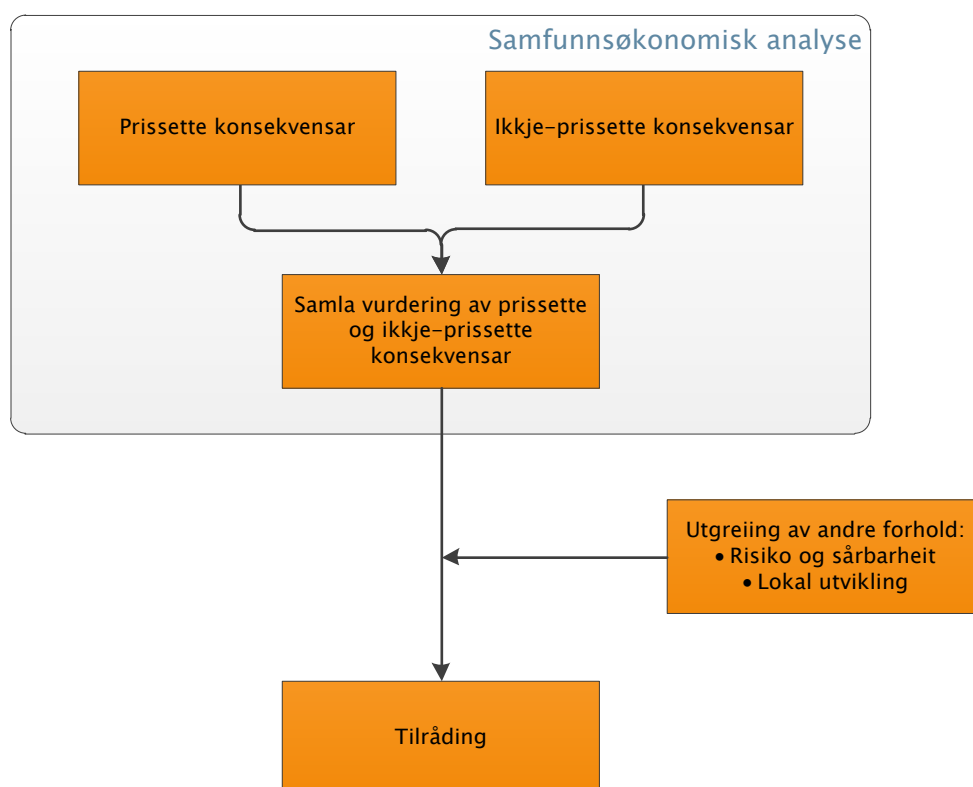 Samfunnsøkonomisk analyse
Prissette konsekvensar
Ikkje-prissette konsekvensar
Samla vurdering av prissette
og ikkje-prissette
konsekvensar
Utgreiing av andre forhold:
• Risiko og sårbarheit
• Lokal utvikling
Tilråding